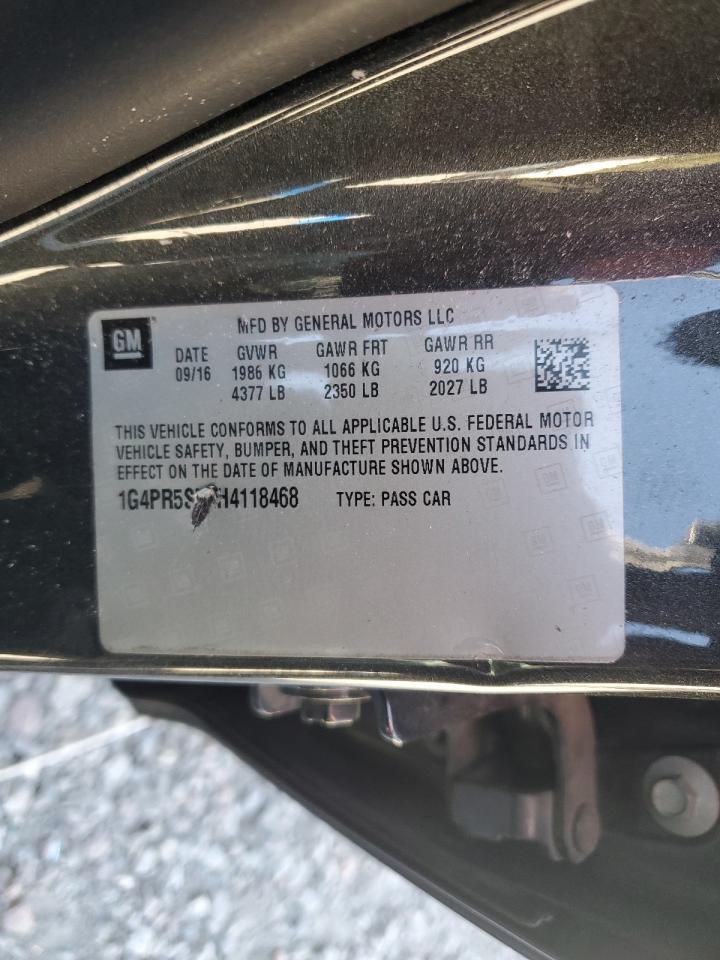 GM
MFD BY GENERAL MOTORS LLC
DATE GVWR GAWR FRT GAWR RR
09/16 1986 KG 1066 KG 920 KG
4377 LB 2350 LB 2027 LB
THIS VEHICLE CONFORMS TO ALL APPLICABLE U.S. FEDERAL MOTOR
VEHICLE SAFETY, BUMPER, AND THEFT PREVENTION STANDARDS IN
EFFECT ON THE DATE OF MANUFACTURE SHOWN ABOVE.
TYPE: PASS CAR